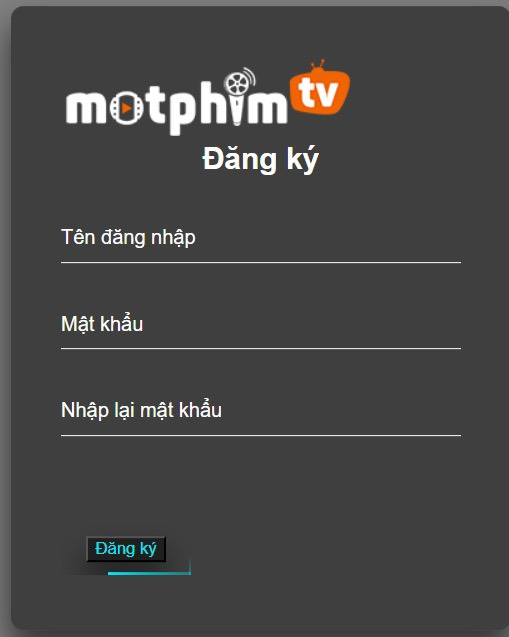 motphim tv
Đăng ký
Tên đăng nhập
Mật khẩu
Nhập lại mật khẩu
Đăng ký